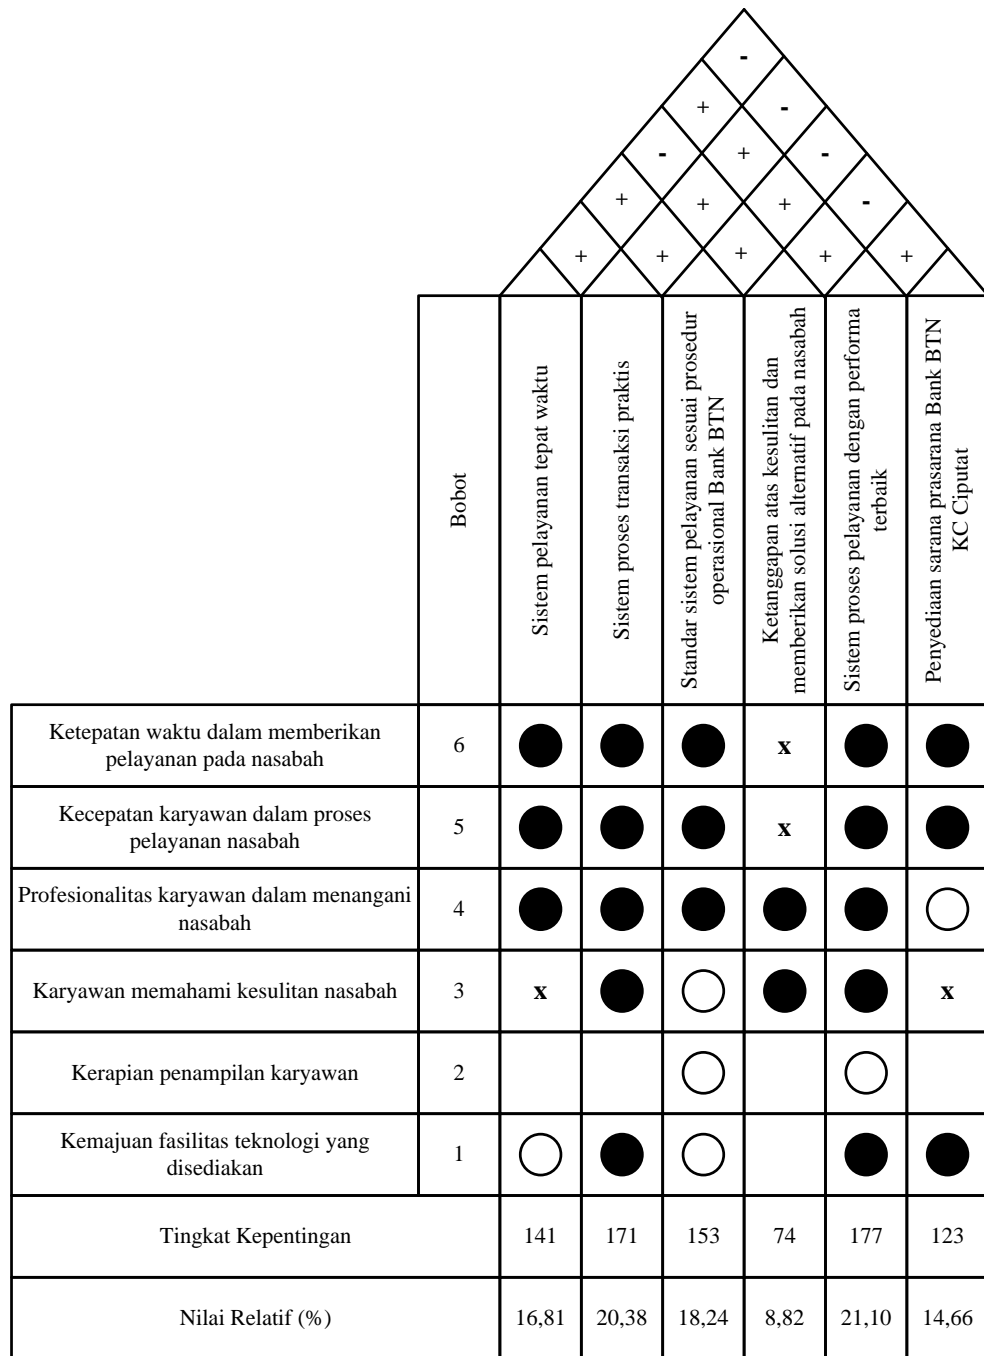 -
+ -
- + -
+ + + -
+ + + + +
Bobot
Sistem pelayanan tepat waktu
Sistem proses transaksi praktis
Standar sistem pelayanan sesuai prosedur
operasional Bank BTN
Ketanggapan atas kesulitan dan
memberikan solusi alternatif pada nasabah
Sistem proses pelayanan dengan performa
terbaik
Penyediaan sarana prasarana Bank BTN
KC Ciputat
Ketepatan waktu dalam memberikan
pelayanan pada nasabah
6 x
Kecepatan karyawan dalam proses
pelayanan nasabah
5 x
Profesionalitas karyawan dalam menangani
nasabah
4
Karyawan memahami kesulitan nasabah 3 x x
Kerapian penampilan karyawan 2
Kemajuan fasilitas teknologi yang
disediakan
1
Tingkat Kepentingan 141 171 153 74 177 123
Nilai Relatif (%) 16,81 20,38 18,24 8,82 21,10 14,66